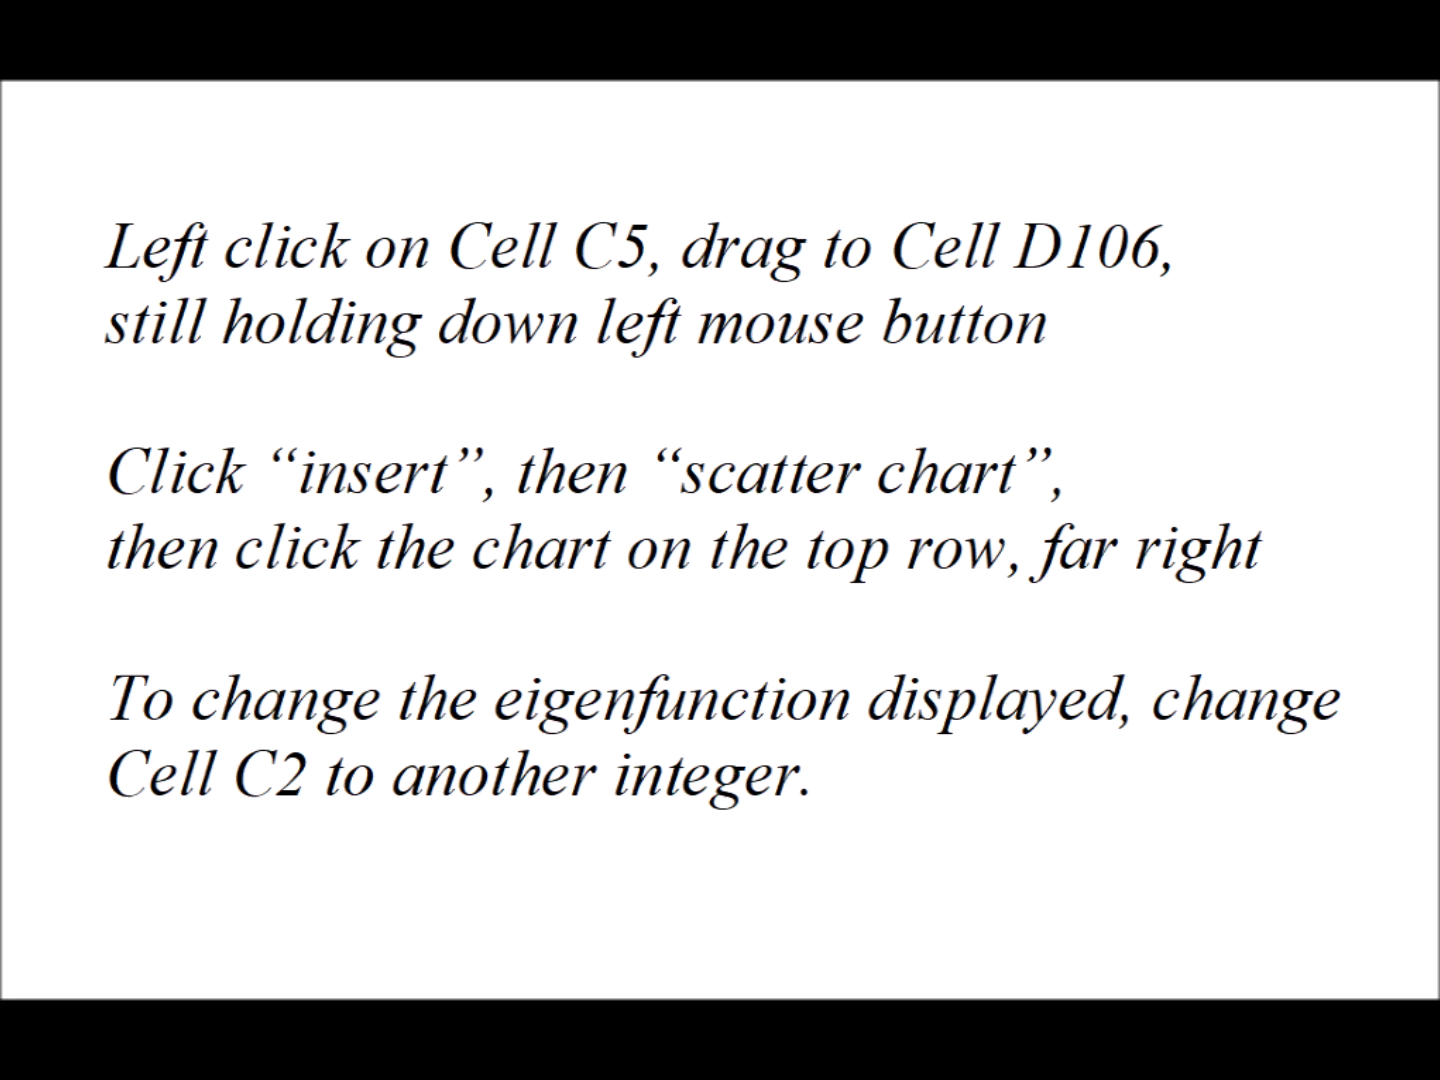 Left click on Cell C5, drag to Cell D106,
still holding down left mouse button
Click “insert”, then “scatter chart”,
then click the chart on the top row, far right
To change the eigenfunction displayed, change
Cell C2 to another integer.